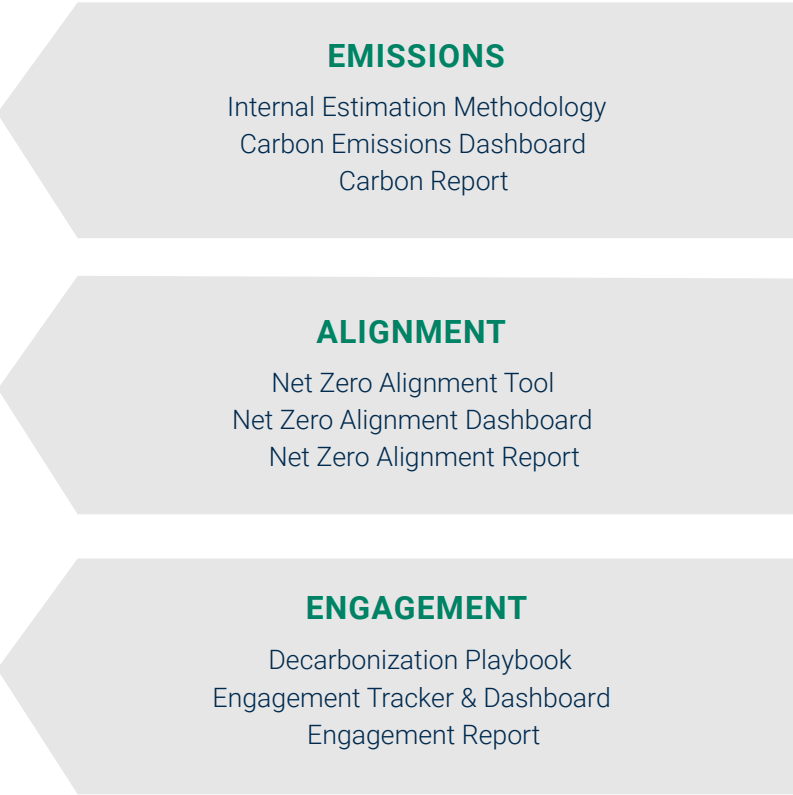 EMISSIONS
Internal Estimation Methodology
Carbon Emissions Dashboard
Carbon Report
ALIGNMENT
Net Zero Alignment Tool
Net Zero Alignment Dashboard
Net Zero Alignment Report
ENGAGEMENT
Decarbonization Playbook
Engagement Tracker & Dashboard
Engagement Report